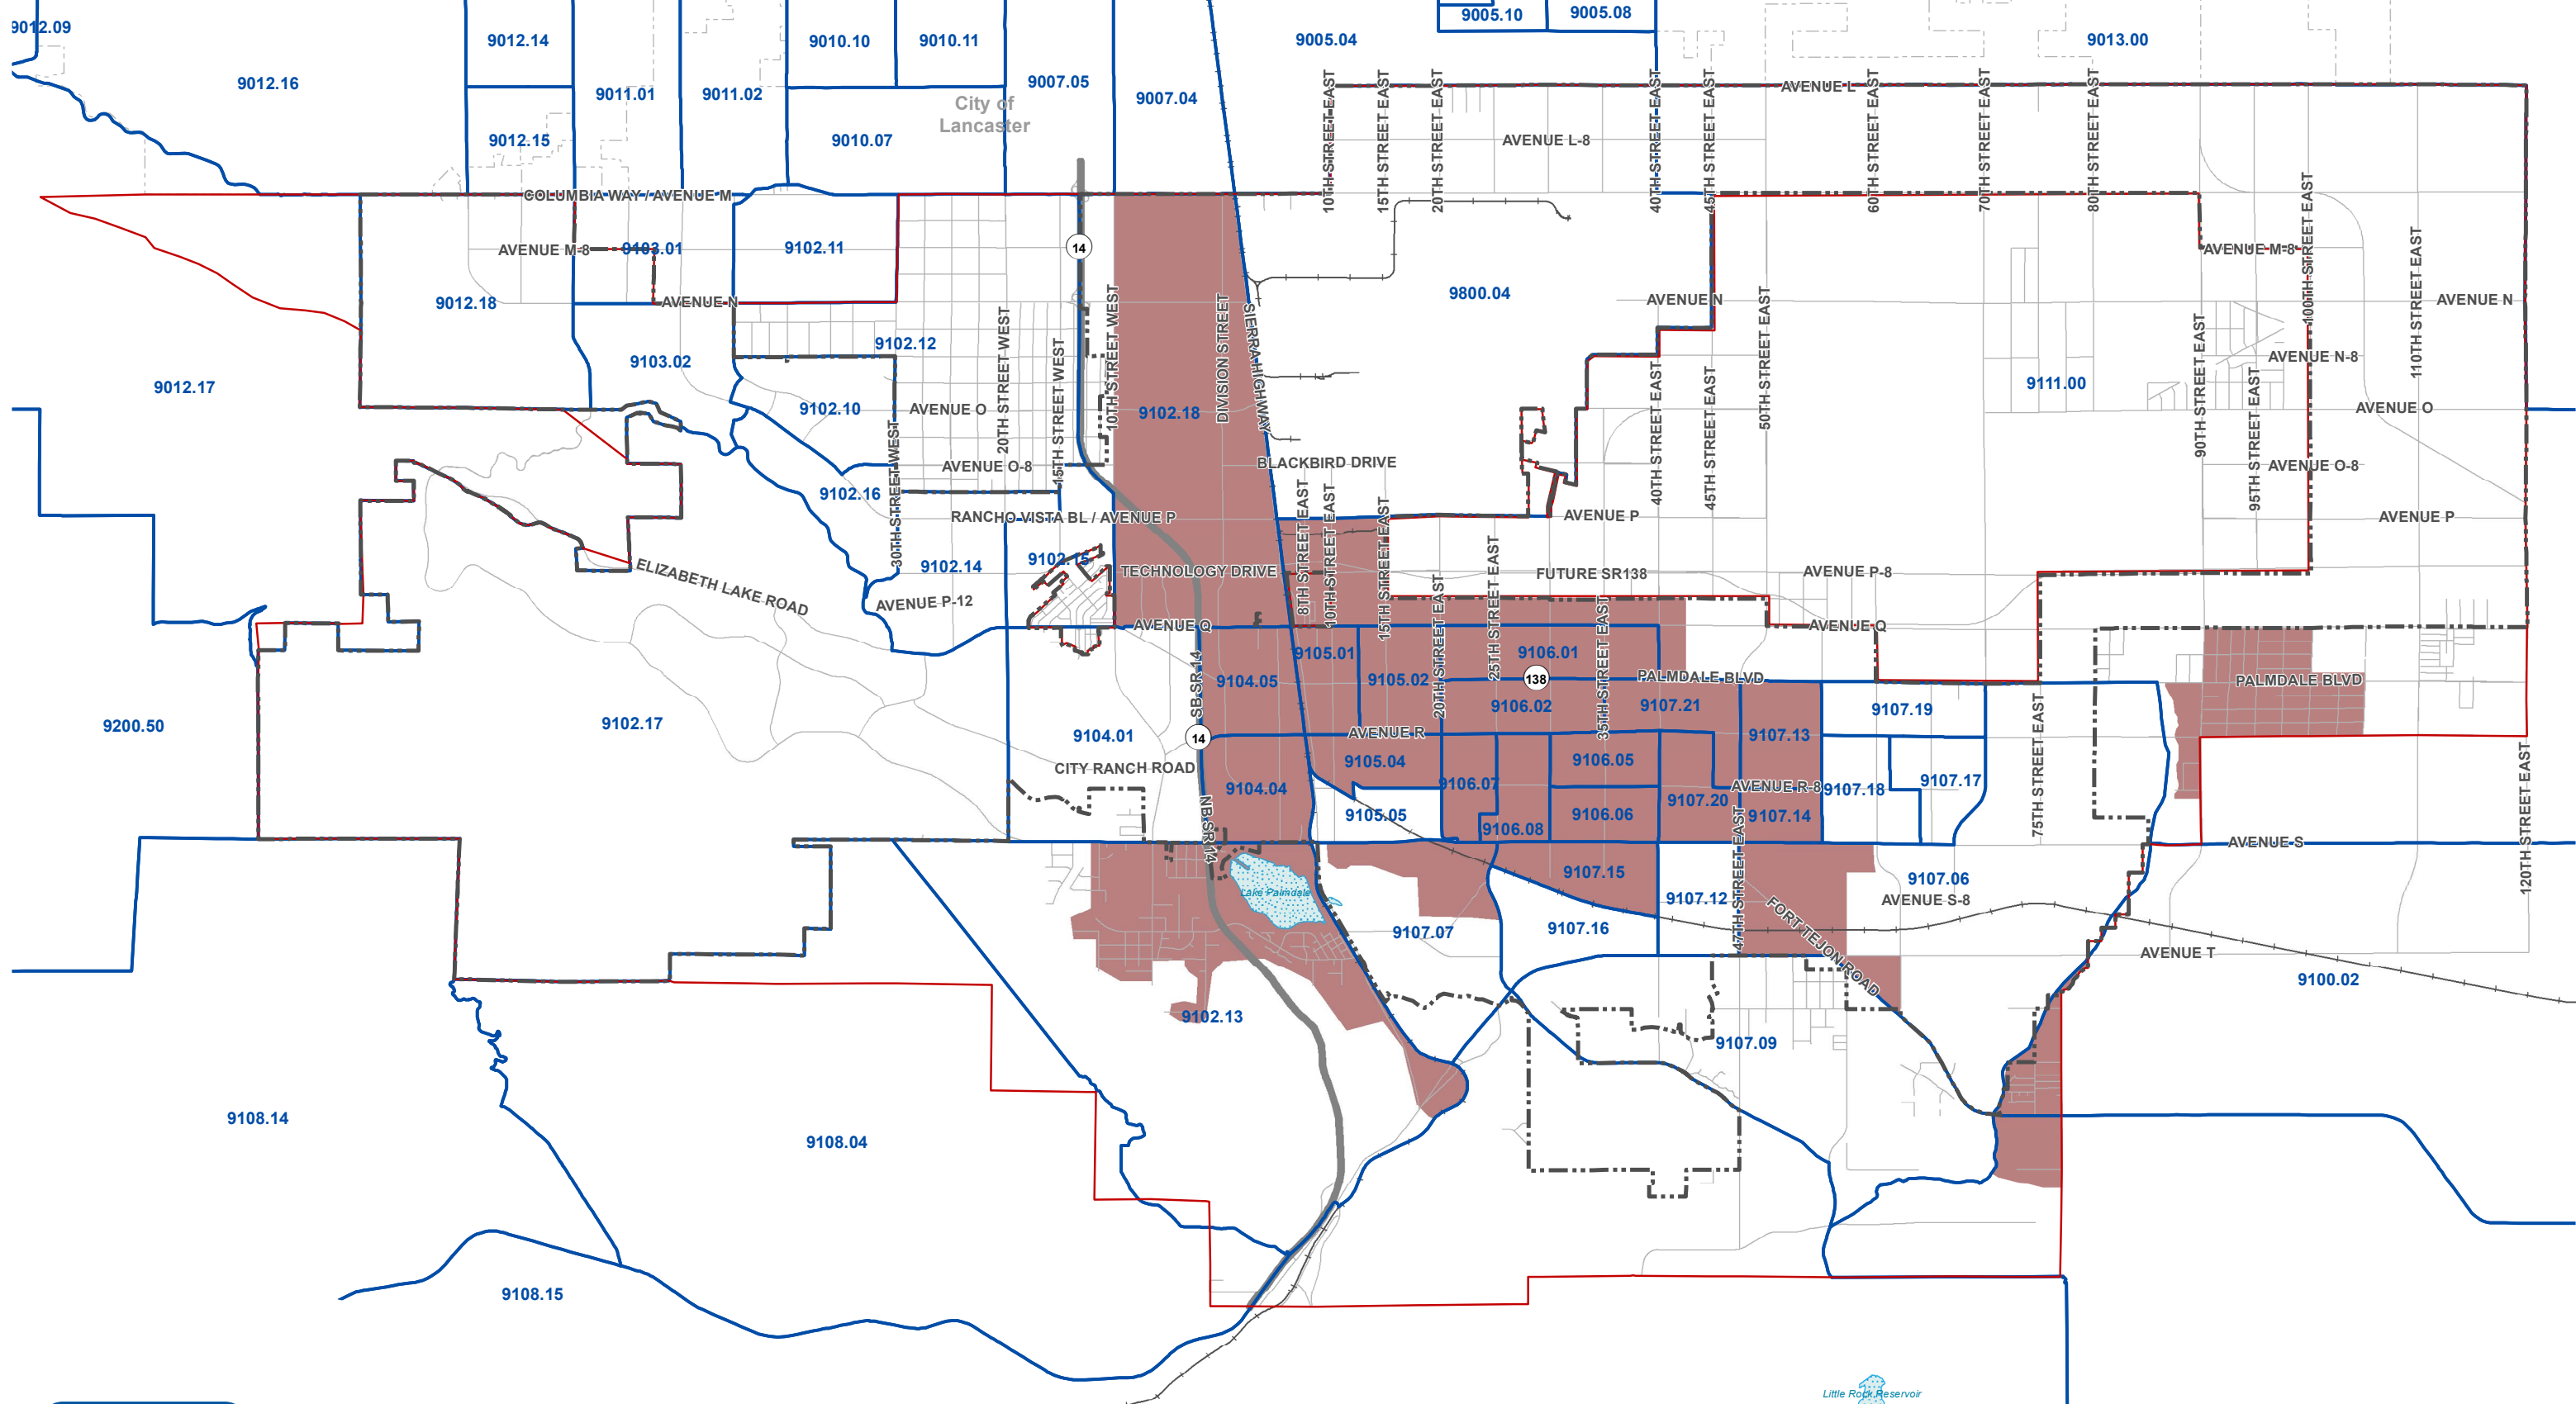 9012.09
9012.16
9012.14
9012.15
9011.01
9011.02
9010.10
9010.11
9010.07
City of
Lancaster
9007.05
9007.04
9005.04
9005.10
9005.08
9013.00
AVENUE L
AVENUE L-8
10TH STREET EAST
15TH STREET EAST
20TH STREET EAST
40TH STREET EAST
45TH STREET EAST
60TH STREET EAST
70TH STREET EAST
80TH STREET EAST
COLUMBIA WAY / AVENUE M
AVENUE M-8
9103.01
9102.11
14
AVENUE M-8
100TH STREET EAST
110TH STREET EAST
9012.18
AVENUE N
9800.04
AVENUE N
AVENUE N
50TH STREET EAST
90TH STREET EAST
9012.17
9103.02
9102.12
20TH STREET WEST
15TH STREET WEST
10TH STREET WEST
DIVISION STREET
SIERRA HIGHWAY
AVENUE N-8
9111.00
95TH STREET EAST
9102.10
AVENUE O
9102.18
40TH STREET EAST
45TH STREET EAST
AVENUE O
30TH STREET WEST
AVENUE O-8
BLACKBIRD DRIVE
AVENUE O-8
9102.16
RANCHO VISTA BL / AVENUE P
8TH STREET EAST
10TH STREET EAST
15TH STREET EAST
AVENUE P
AVENUE P
ELIZABETH LAKE ROAD
9102.14
9102.15
TECHNOLOGY DRIVE
25TH STREET EAST
FUTURE SR138
AVENUE P-8
AVENUE P-12
AVENUE Q
20TH STREET EAST
35TH STREET EAST
AVENUE Q
9105.01
9106.01
9200.50
9102.17
SB SR 14
9104.05
9105.02
138
PALMDALE BLVD
PALMDALE BLVD
9106.02
9107.21
9107.19
75TH STREET EAST
9104.01
14
AVENUE R
9107.13
CITY RANCH ROAD
9105.04
9106.05
120TH STREET EAST
NB SR 14
9104.04
9106.07
AVENUE R-8
9107.18
9107.17
9105.05
9106.08
9106.06
9107.20
9107.14
47TH STREET EAST
AVENUE S
Lake Palmdale
9107.15
9107.12
9107.06
AVENUE S-8
FORT TEJON ROAD
9107.07
9107.16
AVENUE T
9100.02
9102.13
9107.09
9108.14
9108.04
9108.15
Little Rock Reservoir